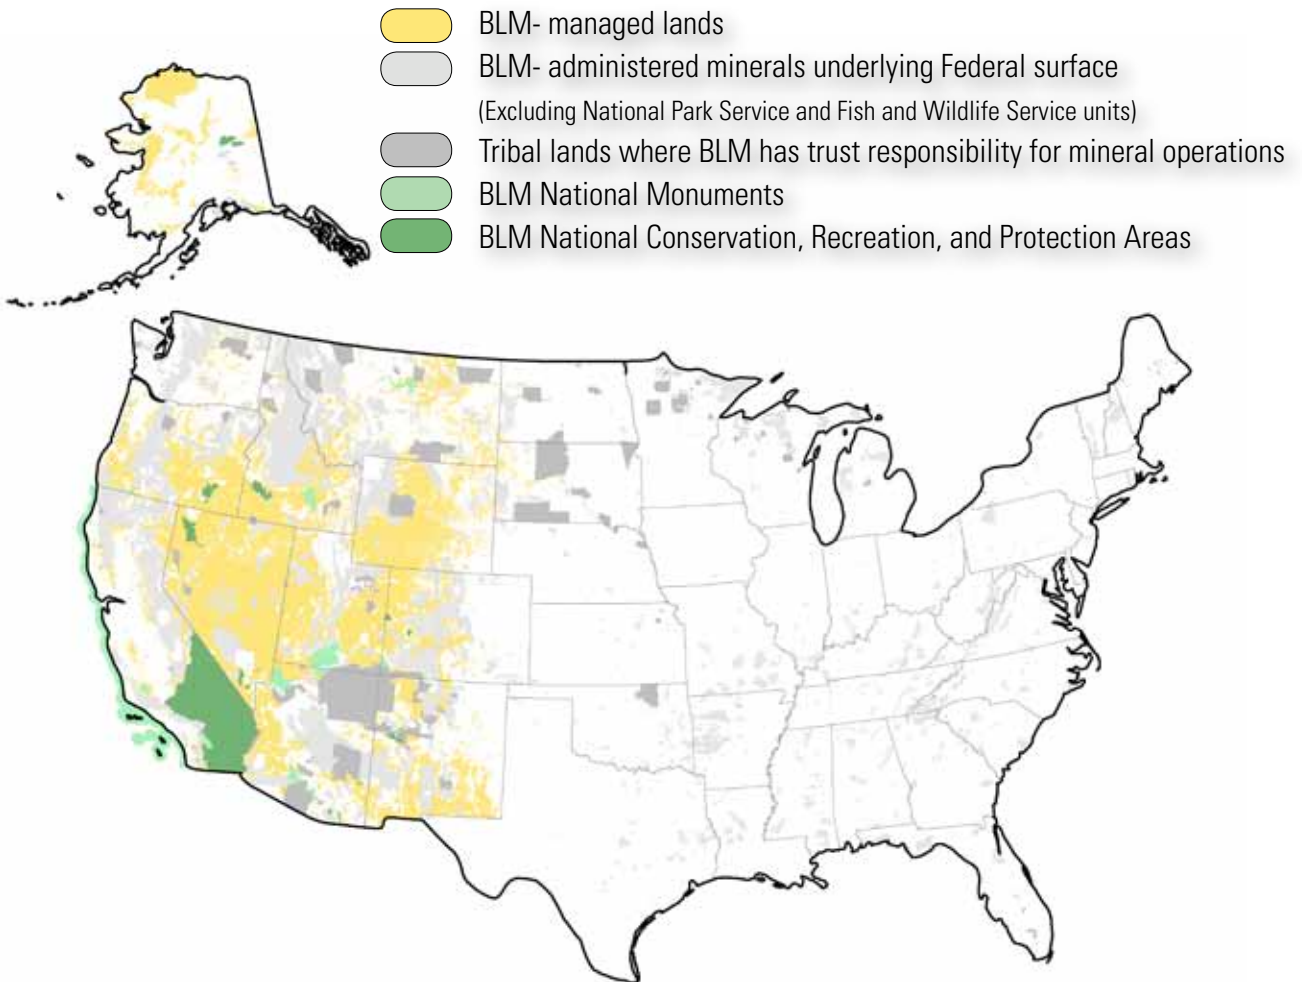 BLM- managed lands
BLM- administered minerals underlying Federal surface
(Excluding National Park Service and Fish and Wildlife Service units)
Tribal lands where BLM has trust responsibility for mineral operations
BLM National Monuments
BLM National Conservation, Recreation, and Protection Areas